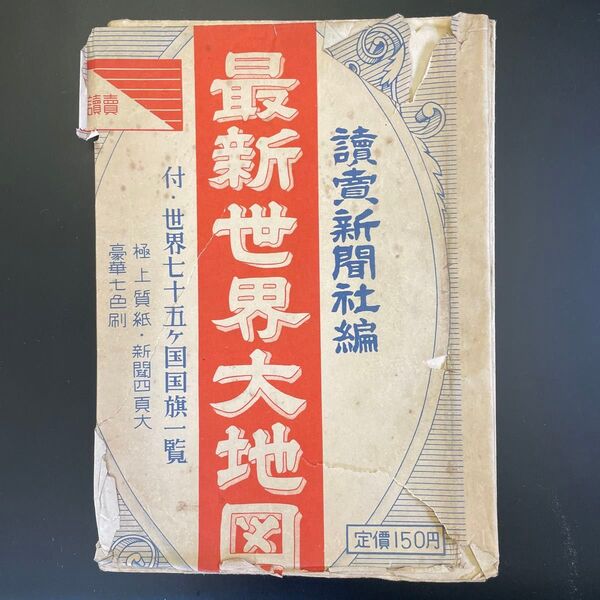 讀賣新聞社編
最新世界大地図
付・世界七十五ケ国国旗一覧
極上質紙・新聞四頁大
豪華七色刷
讀賣
定價150円